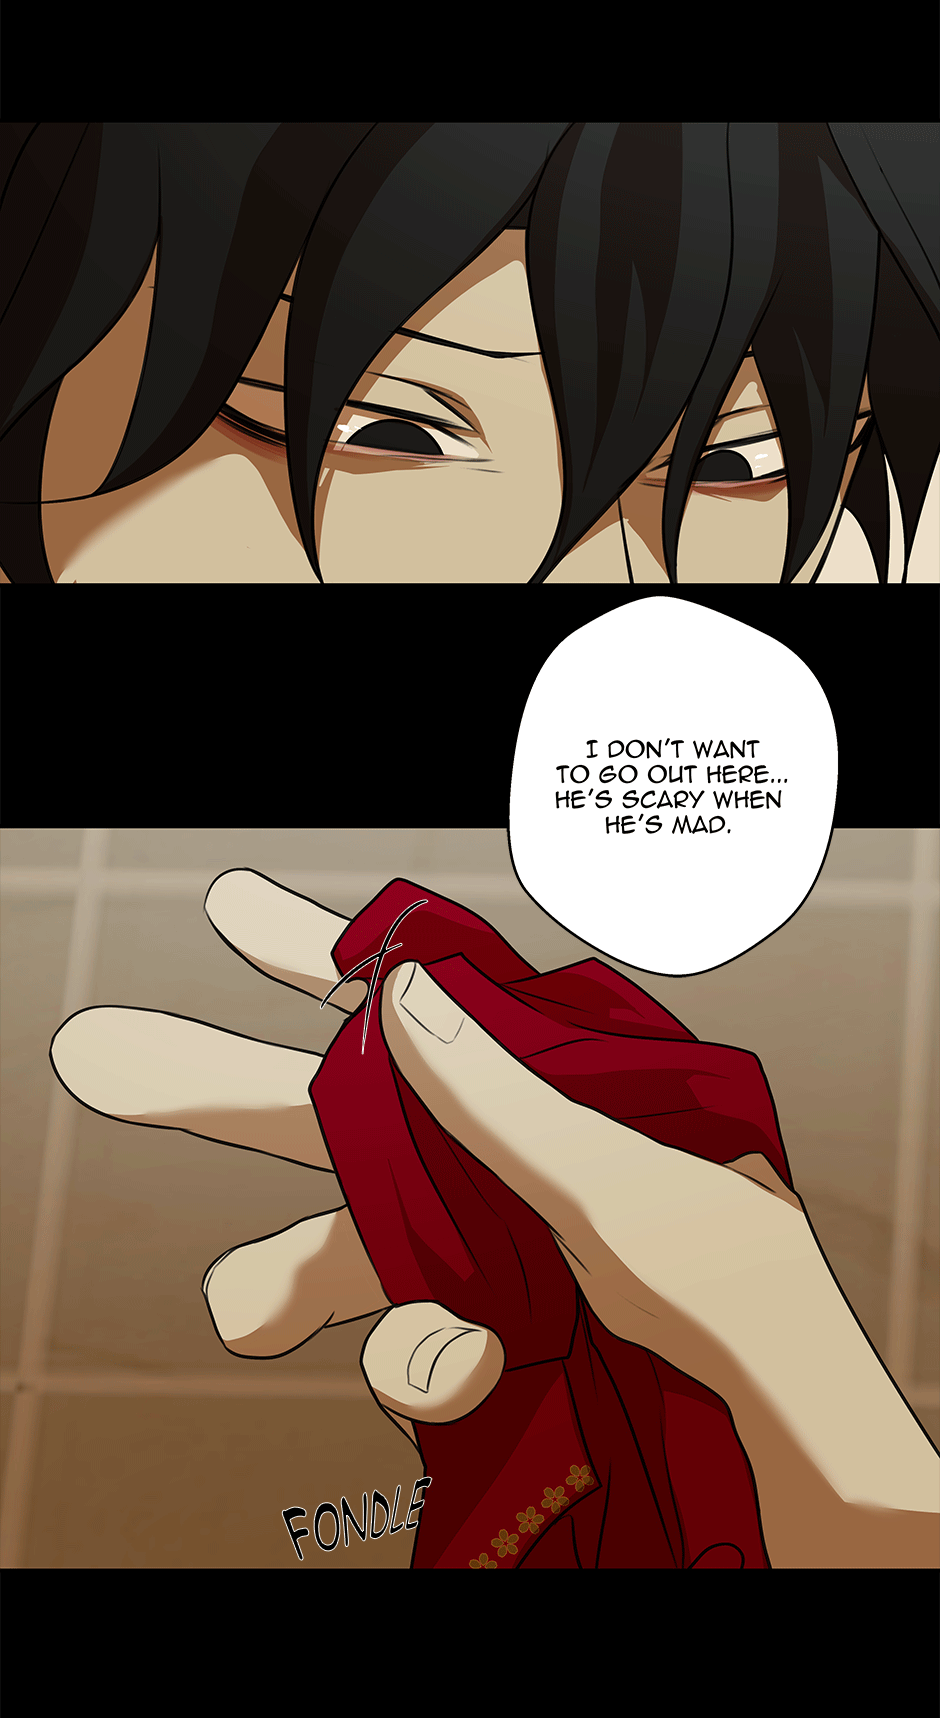 I DON'T WANT
TO GO OUT HERE...
HE'S SCARY WHEN
HE'S MAD.
FONDLE